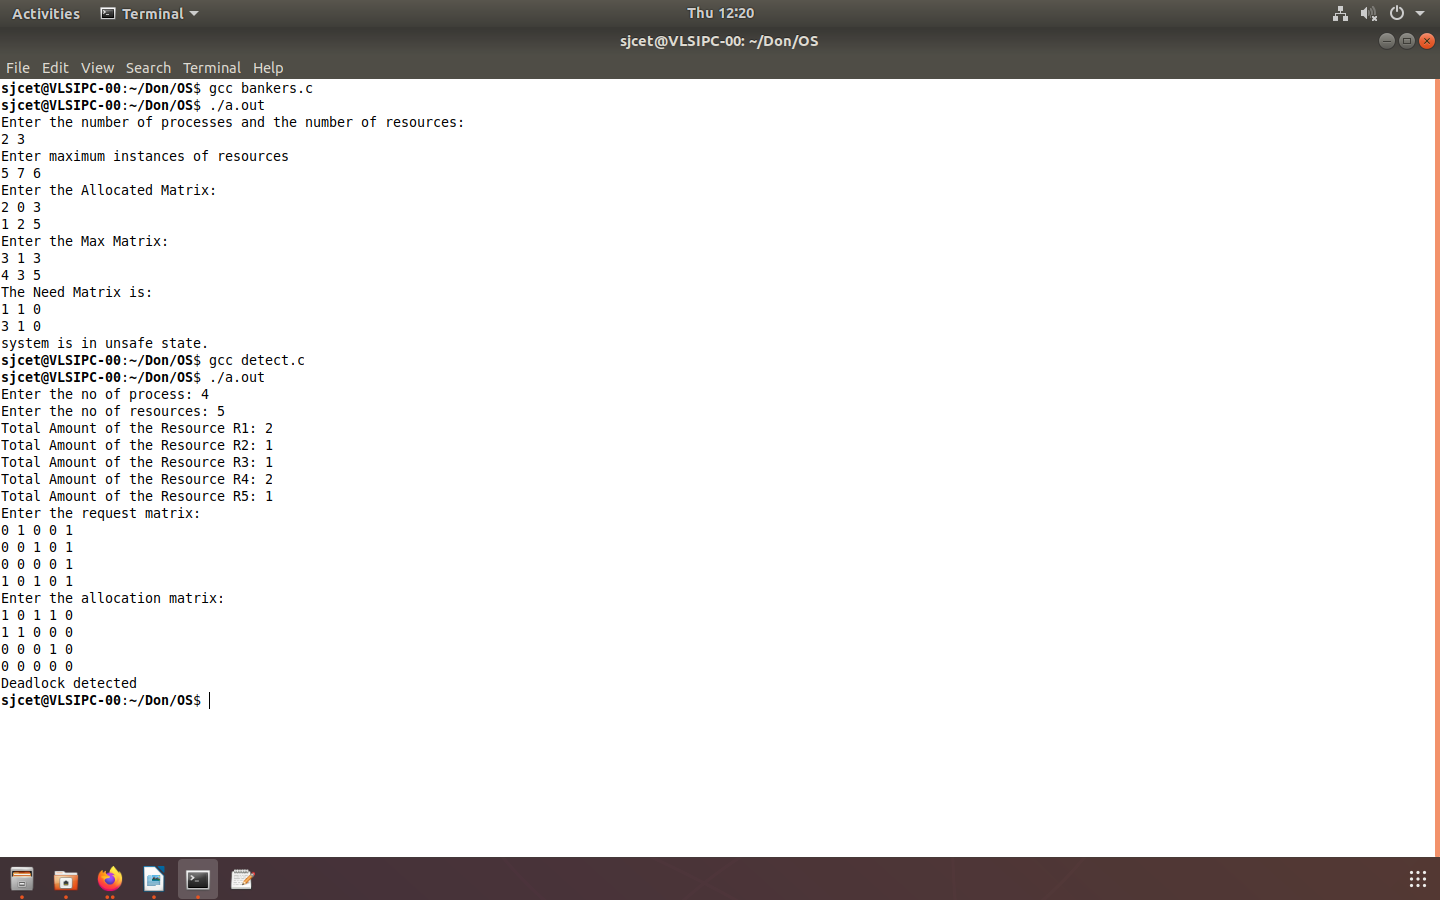 Activities Terminal Thu 12:20
sjcet@VLSIPC-00: ~/Don/OS
File Edit View Search Terminal Help
sjcet@VLSIPC-00:~/Don/OS$ gcc bankers.c
sjcet@VLSIPC-00:~/Don/OS$ ./a.out
Enter the number of processes and the number of resources:
2 3
Enter maximum instances of resources
5 7 6
Enter the Allocated Matrix:
2 0 3
1 2 5
Enter the Max Matrix:
3 1 3
4 3 5
The Need Matrix is:
1 1 0
3 1 0
system is in unsafe state.
sjcet@VLSIPC-00:~/Don/OS$ gcc detect.c
sjcet@VLSIPC-00:~/Don/OS$ ./a.out
Enter the no of process: 4
Enter the no of resources: 5
Total Amount of the Resource R1: 2
Total Amount of the Resource R2: 1
Total Amount of the Resource R3: 1
Total Amount of the Resource R4: 2
Total Amount of the Resource R5: 1
Enter the request matrix:
0 1 0 0 1
0 0 1 0 1
0 0 0 0 1
1 0 1 0 1
Enter the allocation matrix:
1 0 1 1 0
1 1 0 0 0
0 0 0 1 0
0 0 0 0 0
Deadlock detected
sjcet@VLSIPC-00:~/Don/OS$